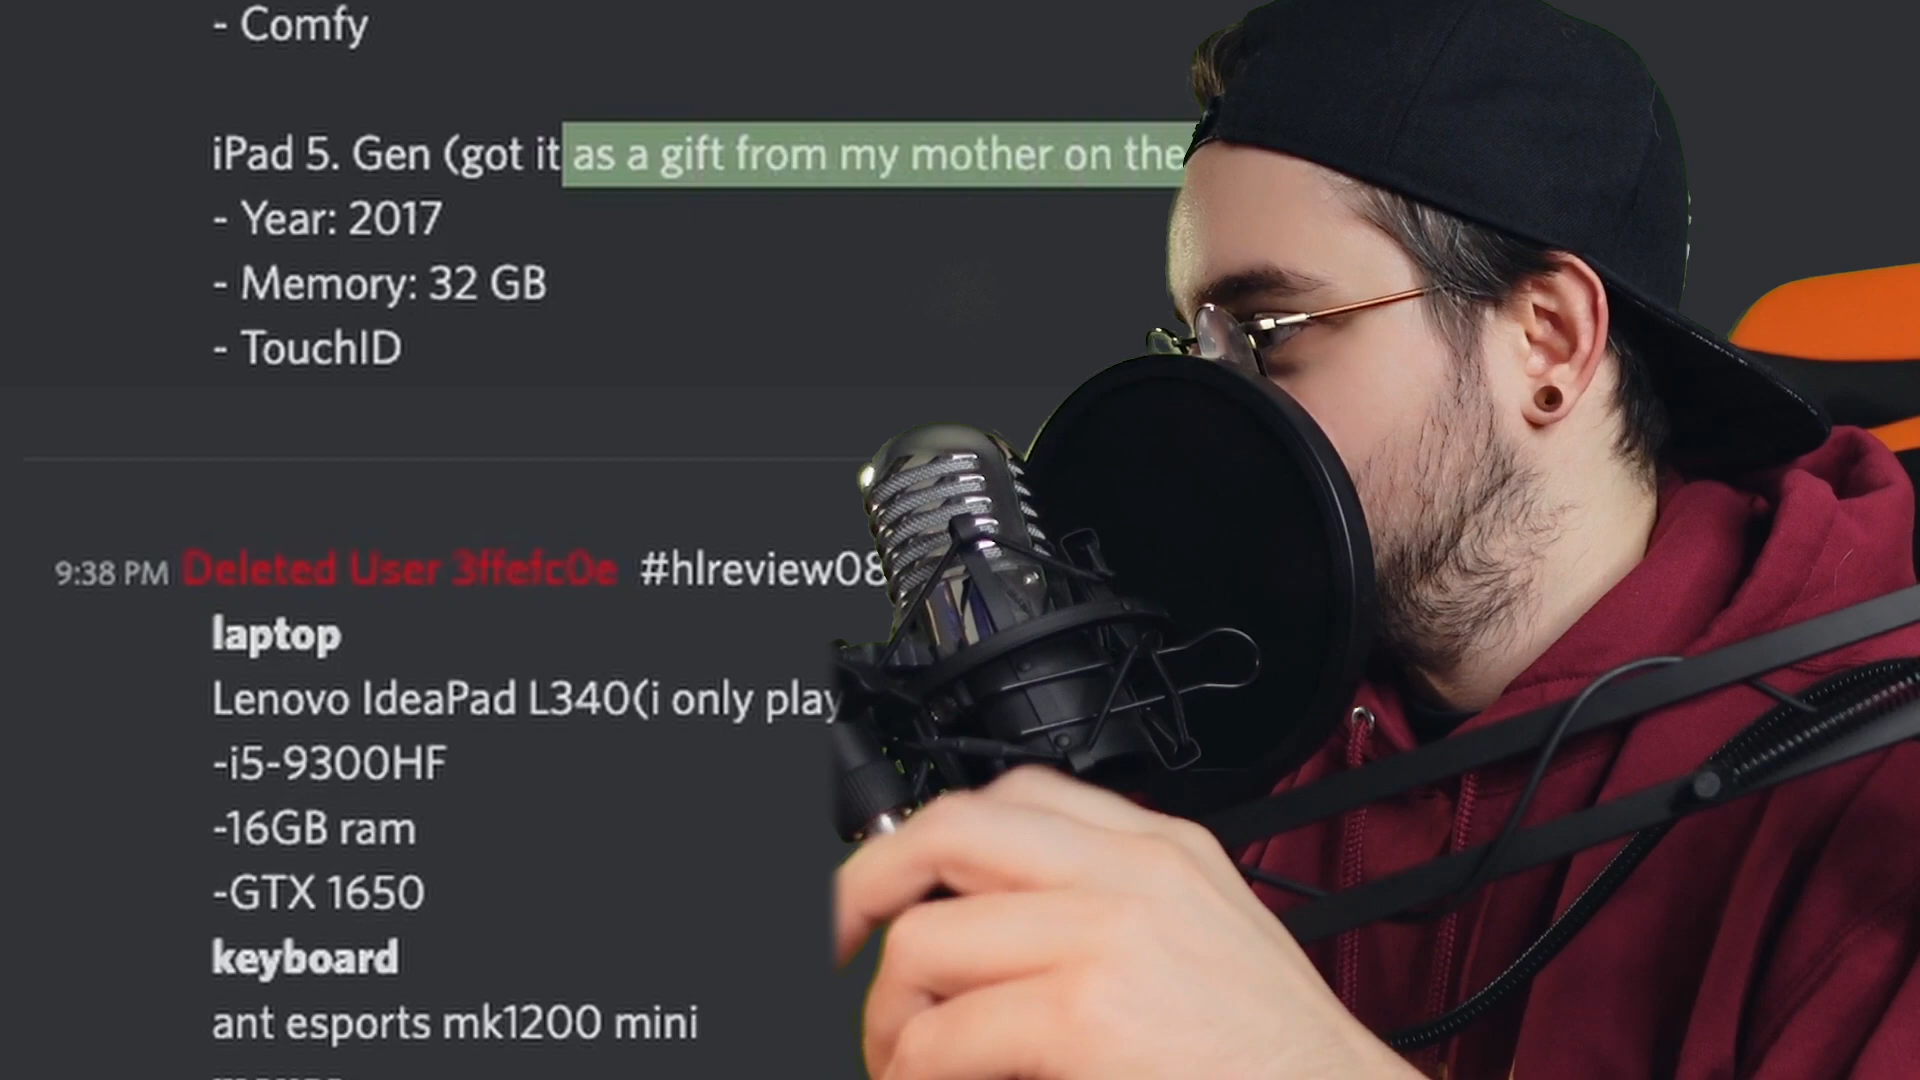 - Comfy
iPad 5. Gen (got it as a gift from my mother on the
- Year: 2017
- Memory: 32 GB
- TouchID
9:38 PM Deleted User 3ffefc0e #hlreview08
laptop
Lenovo IdeaPad L340(i only play
-i5-9300HF
-16GB ram
-GTX 1650
keyboard
ant esports mk1200 mini